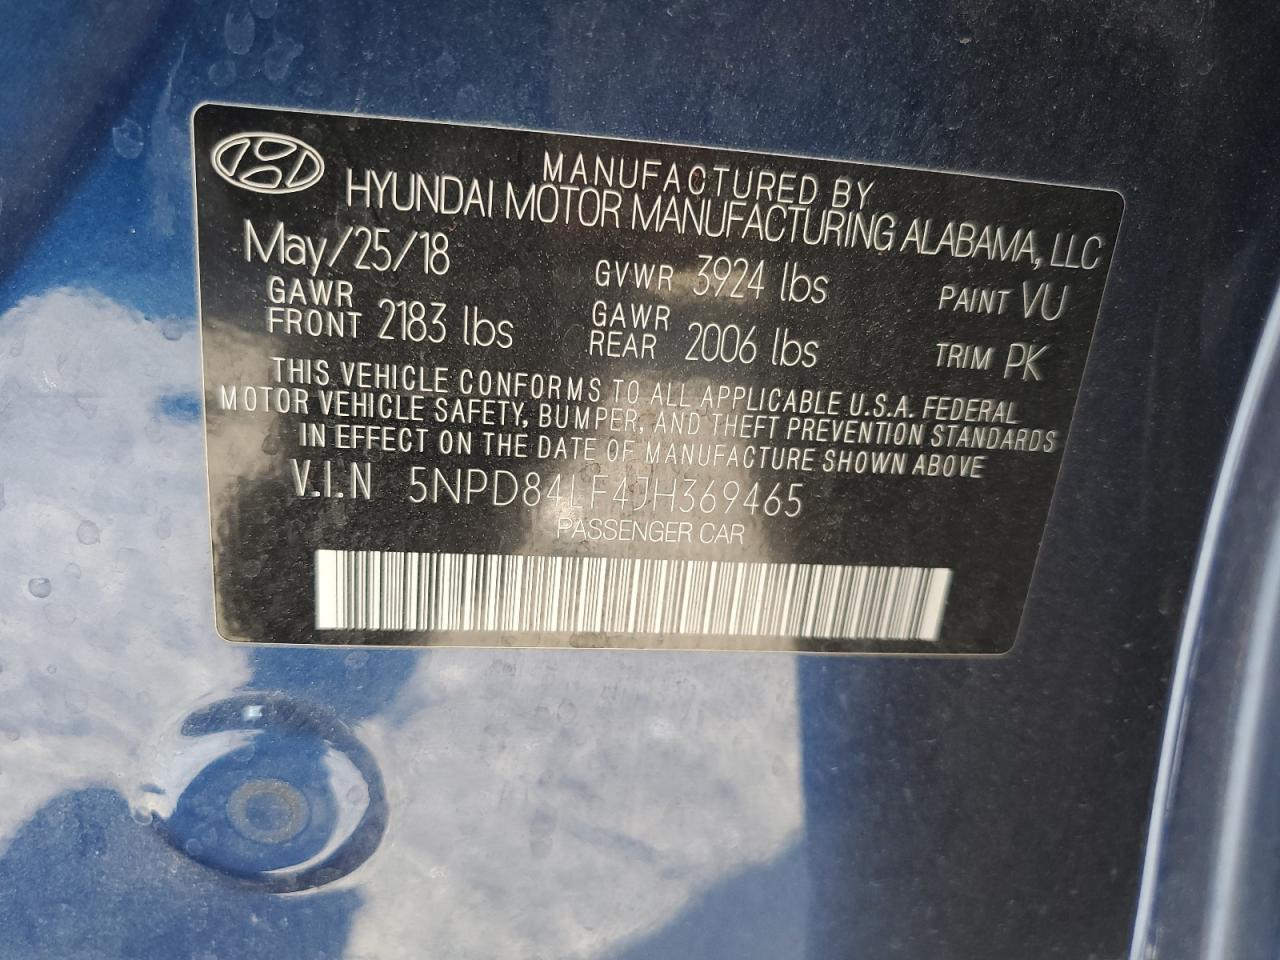 MANUFACTURED BY
HYUNDAI MOTOR MANUFACTURING ALABAMA, LLC
May/25/18 GVWR 3924 lbs PAINT VU
GAWR FRONT 2183 lbs GAWR REAR 2006 lbs TRIM PK
THIS VEHICLE CONFORMS TO ALL APPLICABLE U.S.A. FEDERAL
MOTOR VEHICLE SAFETY, BUMPER, AND THEFT PREVENTION STANDARDS
IN EFFECT ON THE DATE OF MANUFACTURE SHOWN ABOVE
V.I.N 5NPD84LF4JH369465
PASSENGER CAR